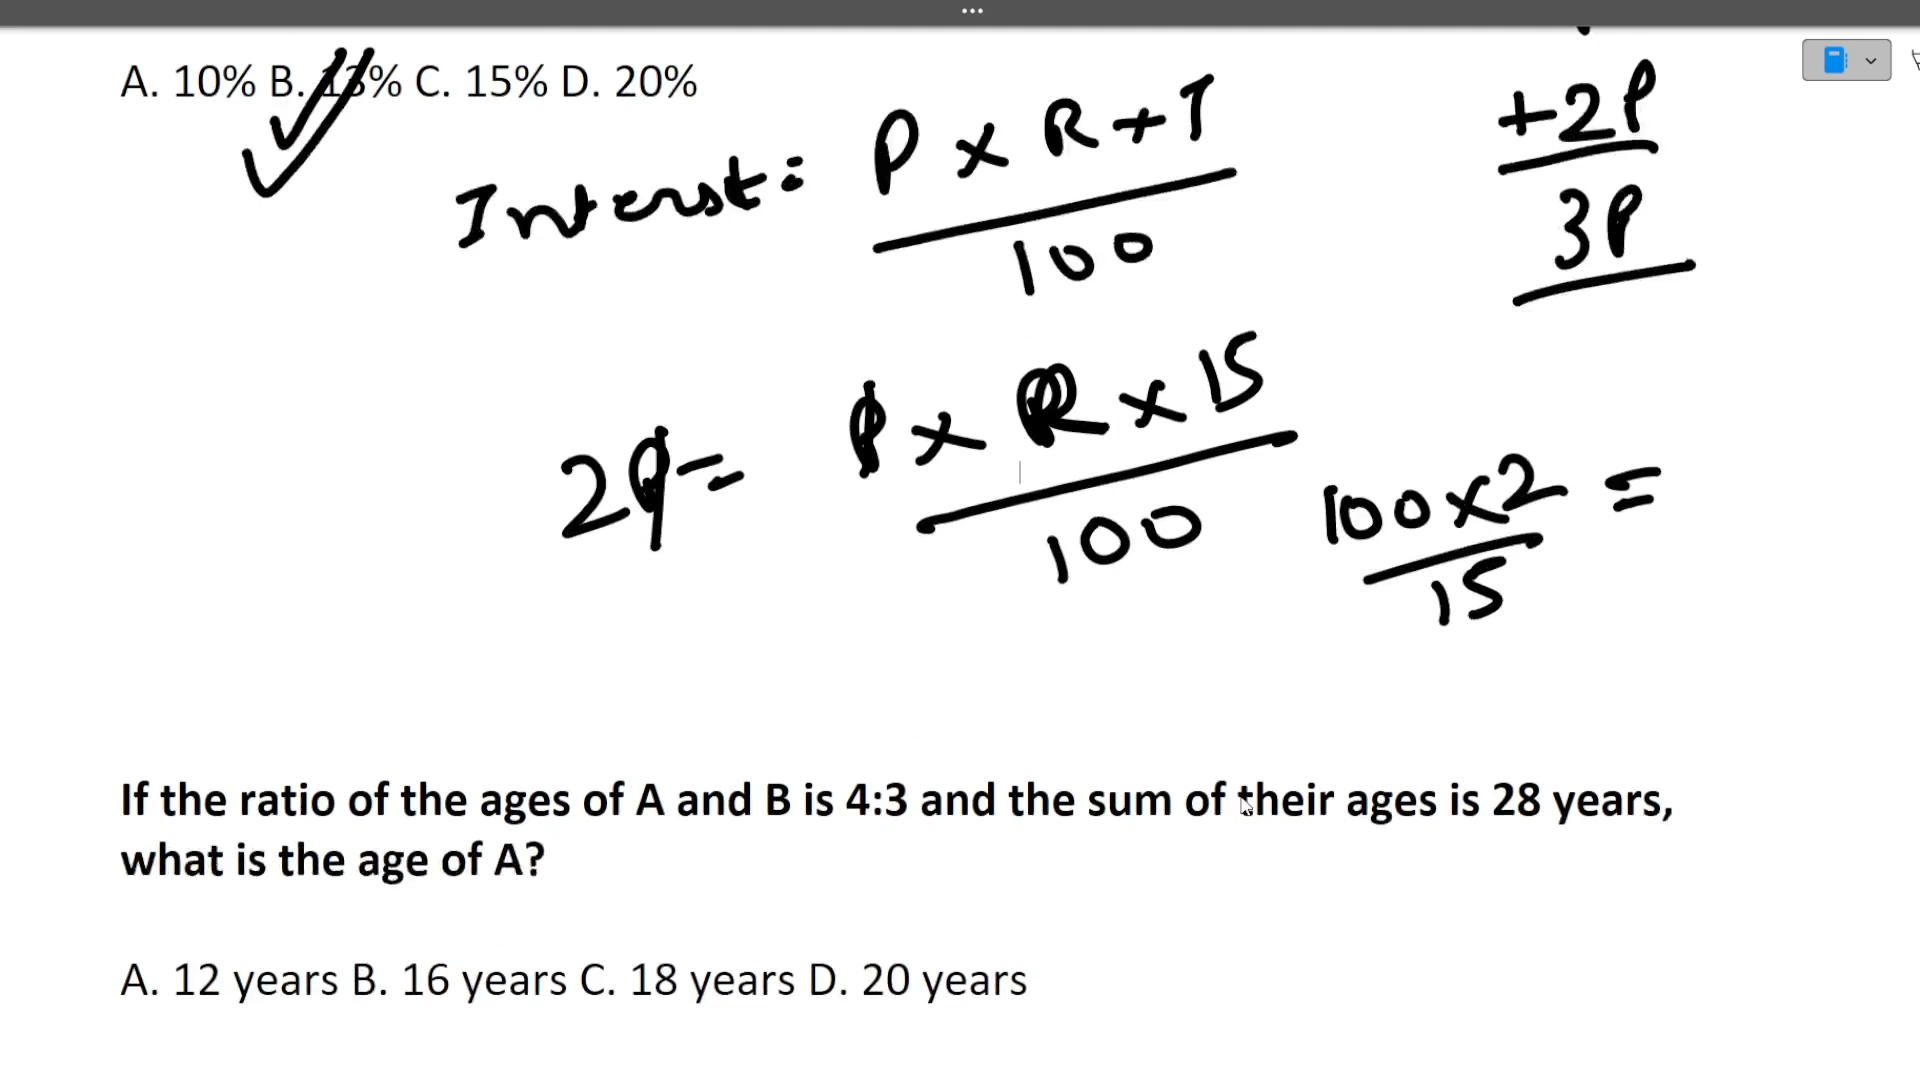 A. 10% B. 13% C. 15% D. 20%
+2P
3P
Interst = P x R + T
100
2P = P x R x 15
100
100 x 2 =
15
If the ratio of the ages of A and B is 4:3 and the sum of their ages is 28 years,
what is the age of A?
A. 12 years B. 16 years C. 18 years D. 20 years